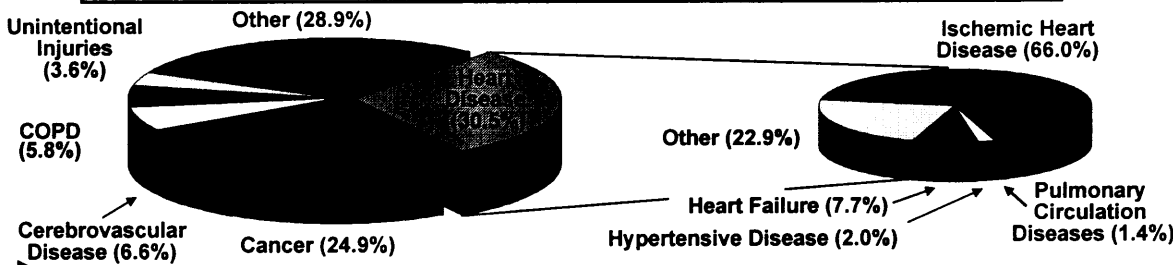 Other (28.9%)
Unintentional
Injuries
(3.6%)
COPD
(5.8%)
Cerebrovascular
Disease (6.6%)
Cancer (24.9%)
Heart
Disease
Ischemic Heart
Disease (66.0%)
Other (22.9%)
Heart Failure (7.7%)
Hypertensive Disease (2.0%)
Pulmonary
Circulation
Diseases (1.4%)